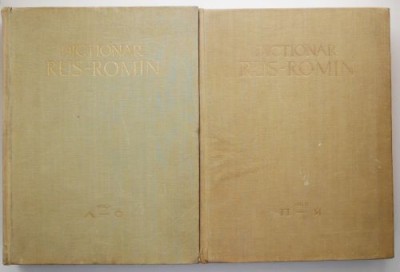 DICTIONAR
RUS-ROMÎN
A – O
DICTIONAR
RUS-ROMÎN
П – Я